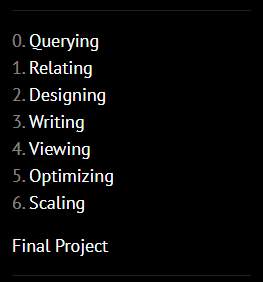 0. Querying
1. Relating
2. Designing
3. Writing
4. Viewing
5. Optimizing
6. Scaling
Final Project